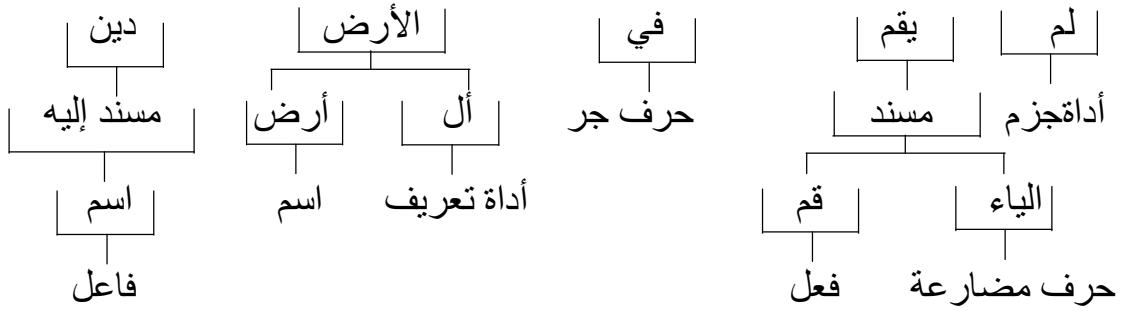 لم يقم في الأرض دين
أداةجزم مسند حرف جر أل أرض مسند إليه
الياء قم أداة تعريف اسم اسم
حرف مضارعة فعل فاعل